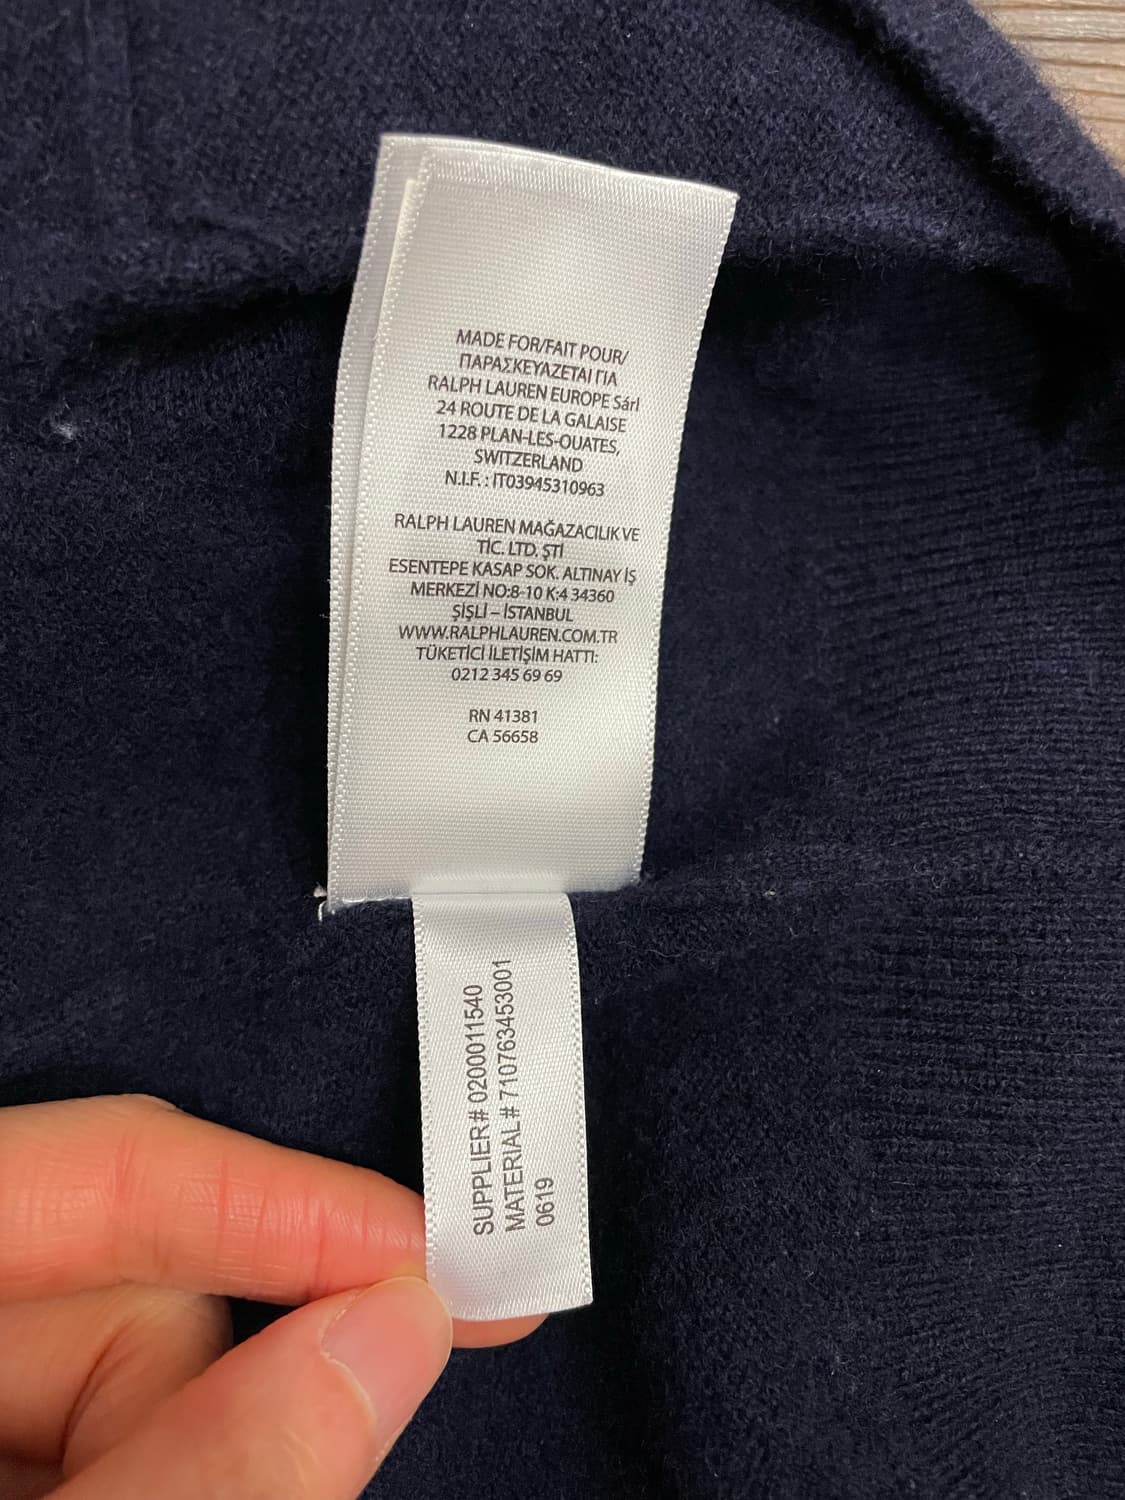 MADE FOR/FAIT POUR/
ΠΑΡΑΣΚΕΥΑΖΕΤΑΙ ΓΙΑ
RALPH LAUREN EUROPE Sárl
24 ROUTE DE LA GALAISE
1228 PLAN-LES-OUATES,
SWITZERLAND
N.I.F. : IT03945310963
RALPH LAUREN MAĞAZACILIK VE
TİC. LTD. ŞTİ
ESENTEPE KASAP SOK. ALTINAY İŞ
MERKEZİ NO:8-10 K:4 34360
ŞİŞLİ – İSTANBUL
WWW.RALPHLAUREN.COM.TR
TÜKETİCİ İLETİŞİM HATTI:
0212 345 69 69
RN 41381
CA 56658
SUPPLIER# 0200011540
MATERIAL# 710763453001
0619